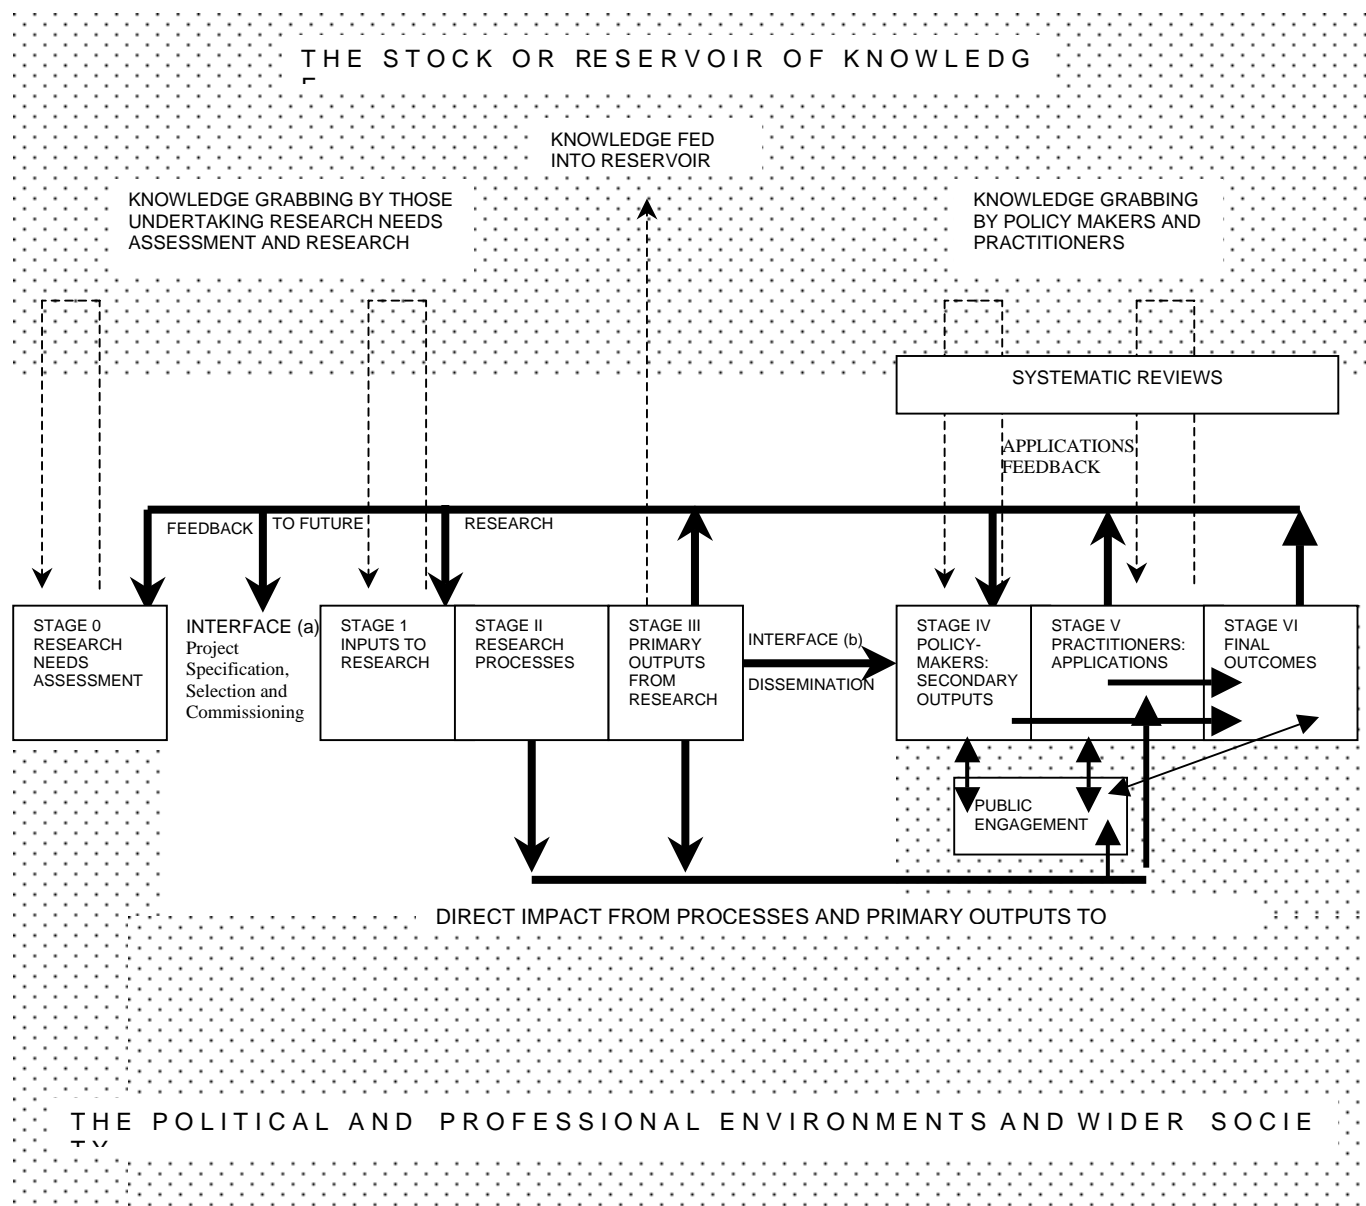 THE STOCK OR RESERVOIR OF KNOWLEDG
KNOWLEDGE FED
INTO RESERVOIR
KNOWLEDGE GRABBING BY THOSE
UNDERTAKING RESEARCH NEEDS
ASSESSMENT AND RESEARCH
KNOWLEDGE GRABBING
BY POLICY MAKERS AND
PRACTITIONERS
SYSTEMATIC REVIEWS
APPLICATIONS
FEEDBACK
FEEDBACK TO FUTURE RESEARCH
STAGE 0
RESEARCH
NEEDS
ASSESSMENT
INTERFACE (a)
Project
Specification,
Selection and
Commissioning
STAGE 1
INPUTS TO
RESEARCH
STAGE II
RESEARCH
PROCESSES
STAGE III
PRIMARY
OUTPUTS
FROM
RESEARCH
INTERFACE (b)
DISSEMINATION
STAGE IV
POLICY-
MAKERS:
SECONDARY
OUTPUTS
STAGE V
PRACTITIONERS:
APPLICATIONS
STAGE VI
FINAL
OUTCOMES
PUBLIC
ENGAGEMENT
DIRECT IMPACT FROM PROCESSES AND PRIMARY OUTPUTS TO
THE POLITICAL AND PROFESSIONAL ENVIRONMENTS AND WIDER SOCIE